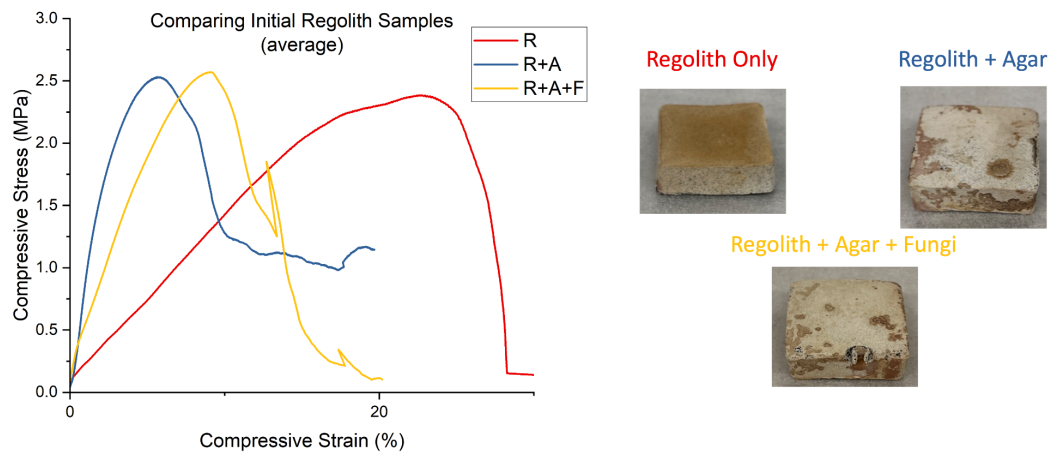 Comparing Initial Regolith Samples
(average)
R
R+A
R+A+F
3.0
2.5
2.0
1.5
1.0
0.5
0.0
0
20
Compressive Stress (MPa)
Compressive Strain (%)
Regolith Only
Regolith + Agar
Regolith + Agar + Fungi